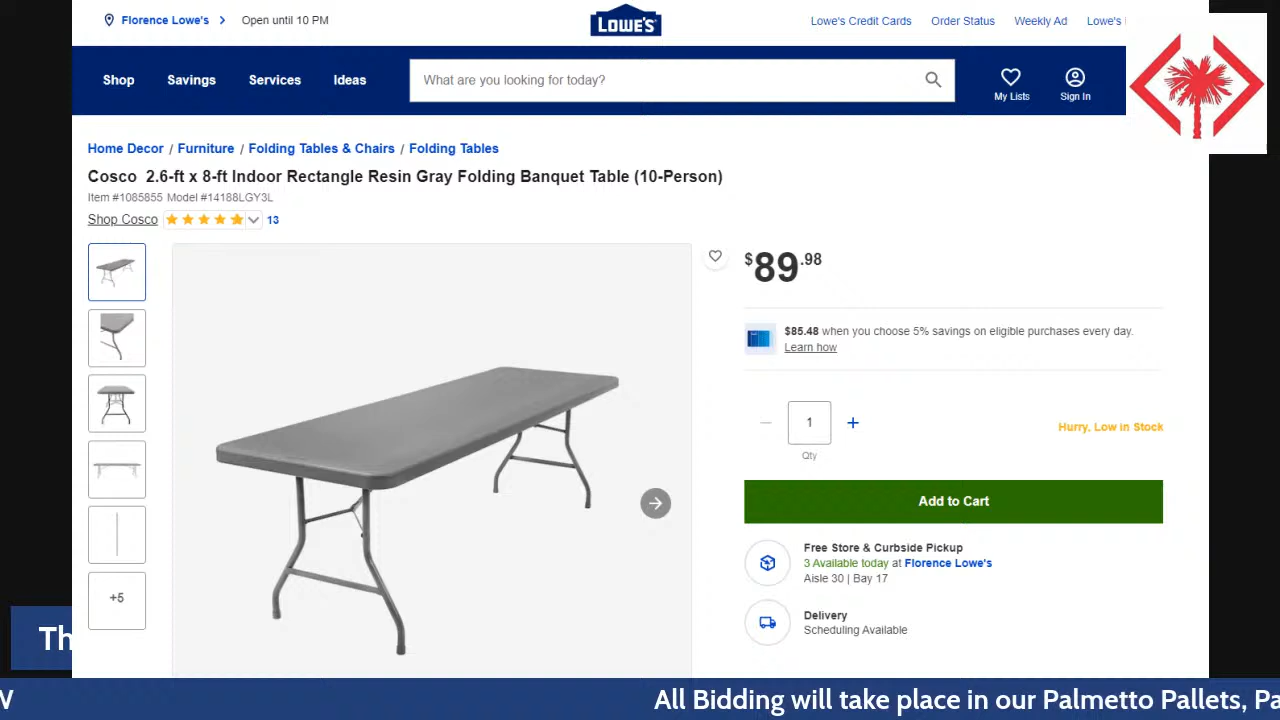 Florence Lowe's
Open until 10 PM
LOWE'S
Lowe's Credit Cards
Order Status
Weekly Ad
Lowe's
Shop
Savings
Services
Ideas
What are you looking for today?
My Lists
Sign In
Home Decor / Furniture / Folding Tables & Chairs / Folding Tables
Cosco 2.6-ft x 8-ft Indoor Rectangle Resin Gray Folding Banquet Table (10-Person)
Item #1085855 Model #14188LGY3L
Shop Cosco
13
$89.98
$85.48 when you choose 5% savings on eligible purchases every day.
Learn how
1
Qty
Hurry, Low in Stock
Add to Cart
Free Store & Curbside Pickup
3 Available today at Florence Lowe's
Aisle 30 | Bay 17
Delivery
Scheduling Available
+5
Th
W
All Bidding will take place in our Palmetto Pallets, Pa